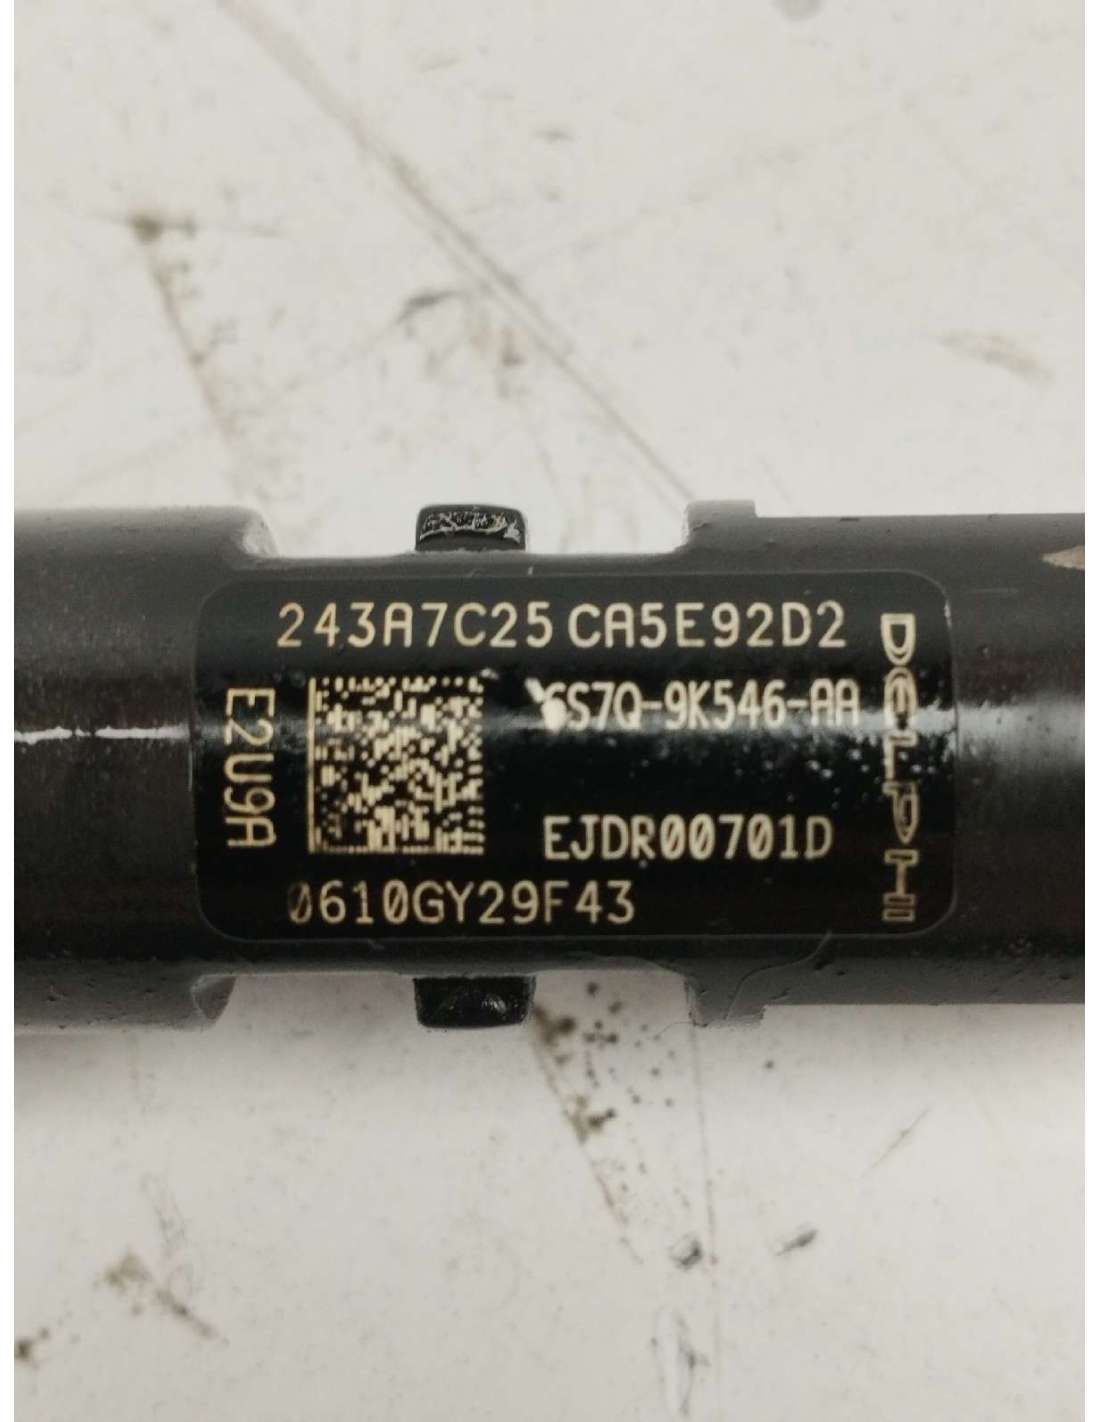 243A7C25 CA5E92D2
E2U9A
6S7Q-9K546-AA
EJDR00701D
0610GY29F43
DELPHI